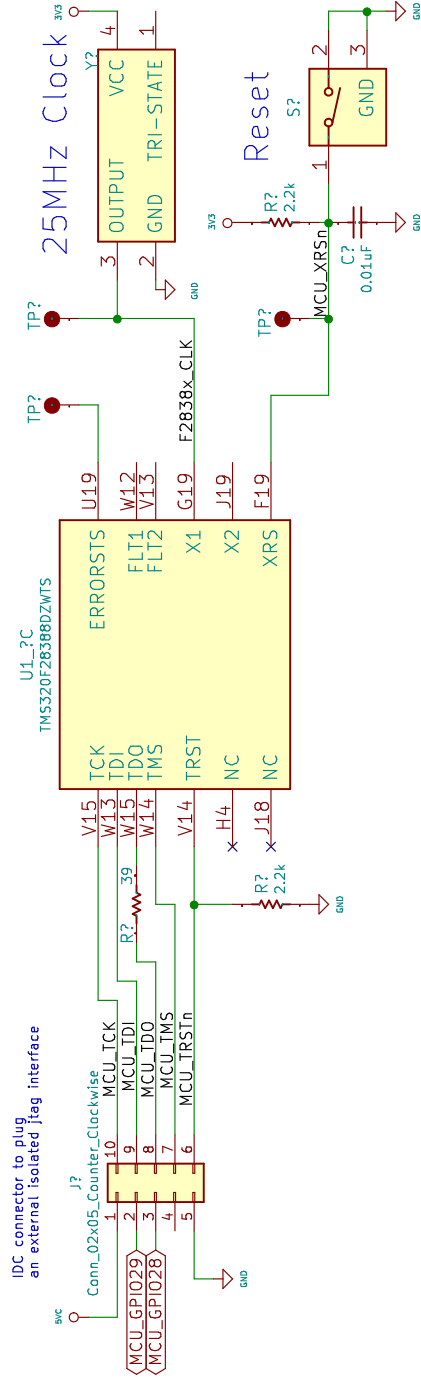 IDC connector to plug
an external isolated jtag interface
5VC
J?
Conn_02x05_Counter_Clockwise
1
2
3
4
5
10
9
8
7
6
MCU_GPIO29
MCU_GPIO28
GND
MCU_TCK
MCU_TDI
MCU_TDO
MCU_TMS
MCU_TRSTn
R?
39
R?
2.2k
GND
U1_?C
TMS320F28388DZWTS
V15
W13
W15
W14
V14
H4
J18
TCK
TDI
TDO
TMS
TRST
NC
NC
ERRORSTS
FLT1
FLT2
X1
X2
XRS
U19
W12
V13
G19
J19
F19
TP?
TP?
F2838x_CLK
TP?
MCU_XRSn
25MHz Clock
3V3
Y?
4
VCC
1
TRI-STATE
OUTPUT
3
GND
2
GND
Reset
3V3
R?
2.2k
C?
0.01uF
GND
S?
1
2
3
GND
GND